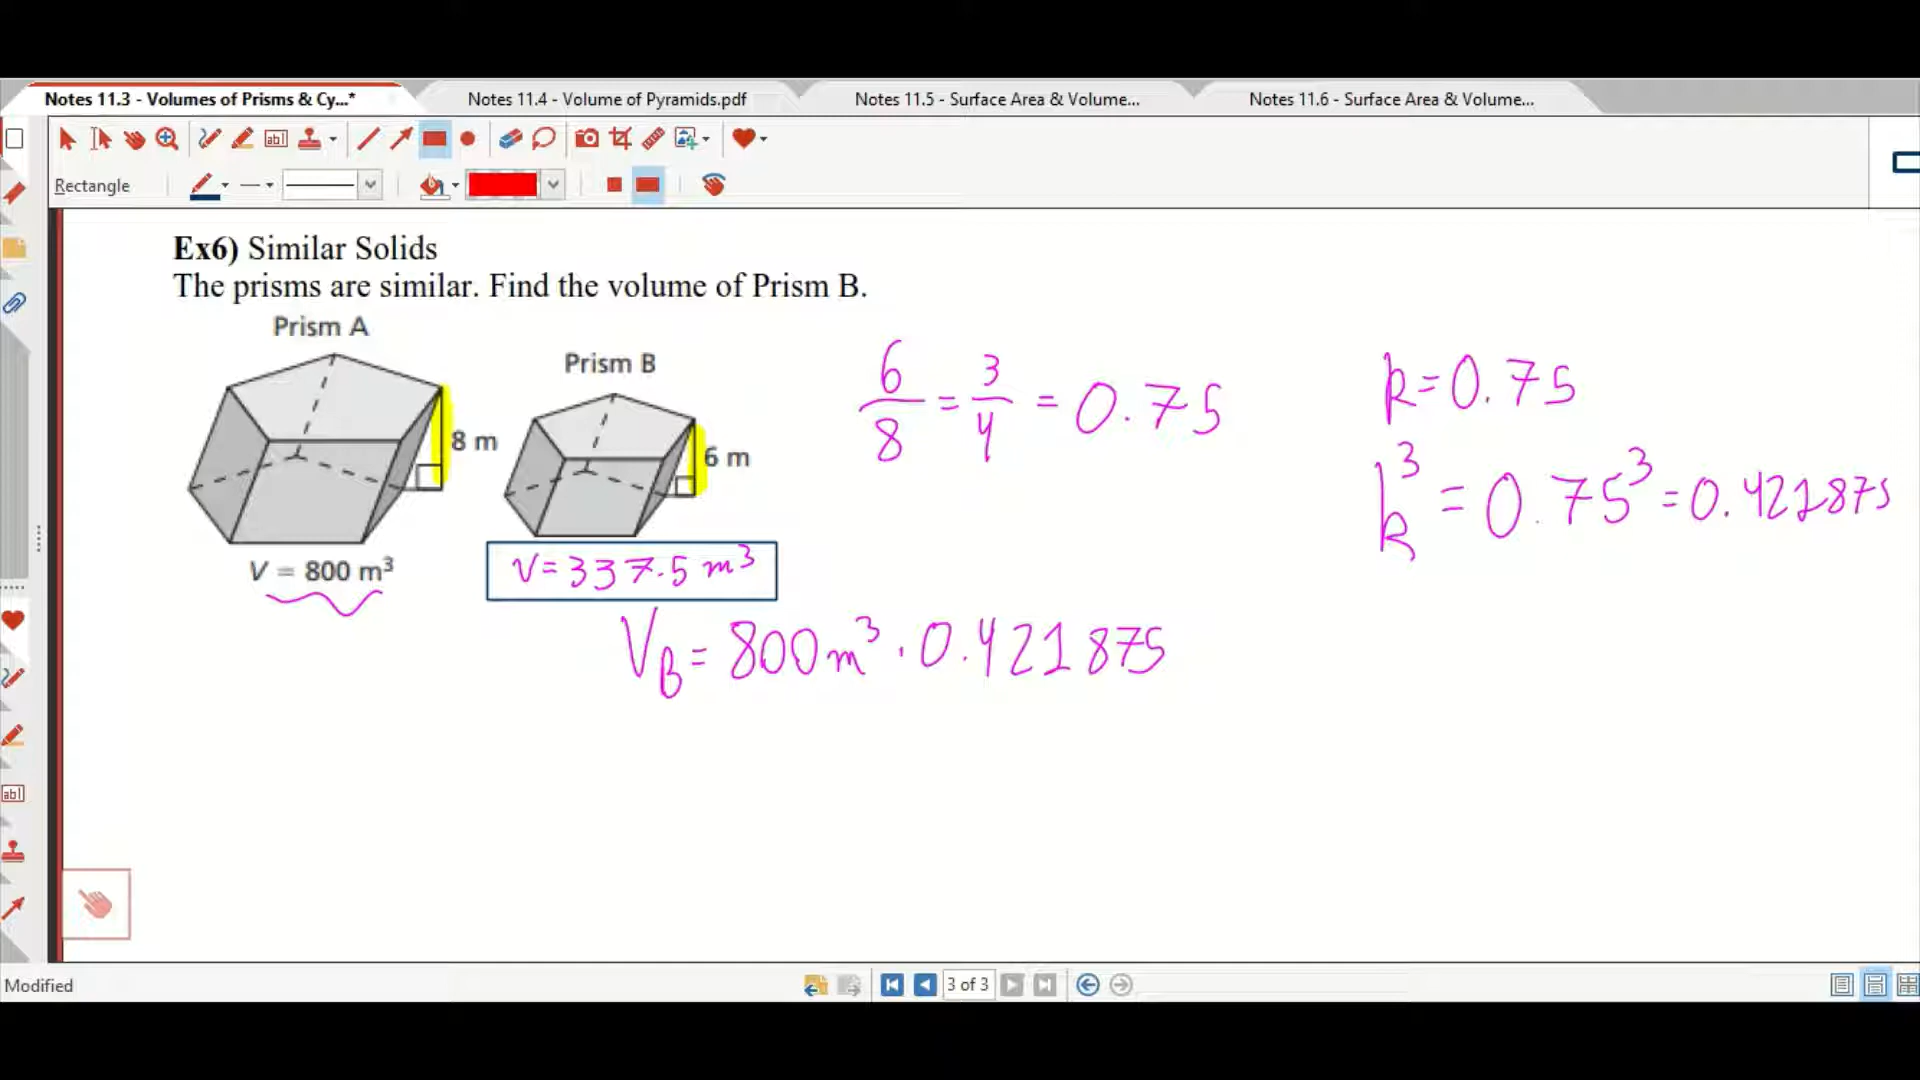 Notes 11.3 - Volumes of Prisms & Cy...*
Notes 11.4 - Volume of Pyramids.pdf
Notes 11.5 - Surface Area & Volume...
Notes 11.6 - Surface Area & Volume...
Rectangle
Ex6) Similar Solids
The prisms are similar. Find the volume of Prism B.
Prism A
8 m
V = 800 m³
Prism B
6 m
V = 337.5 m³
6/8 = 3/4 = 0.75
k = 0.75
k³ = 0.75³ = 0.421875
V_B = 800 m³ · 0.421875
Modified
3 of 3